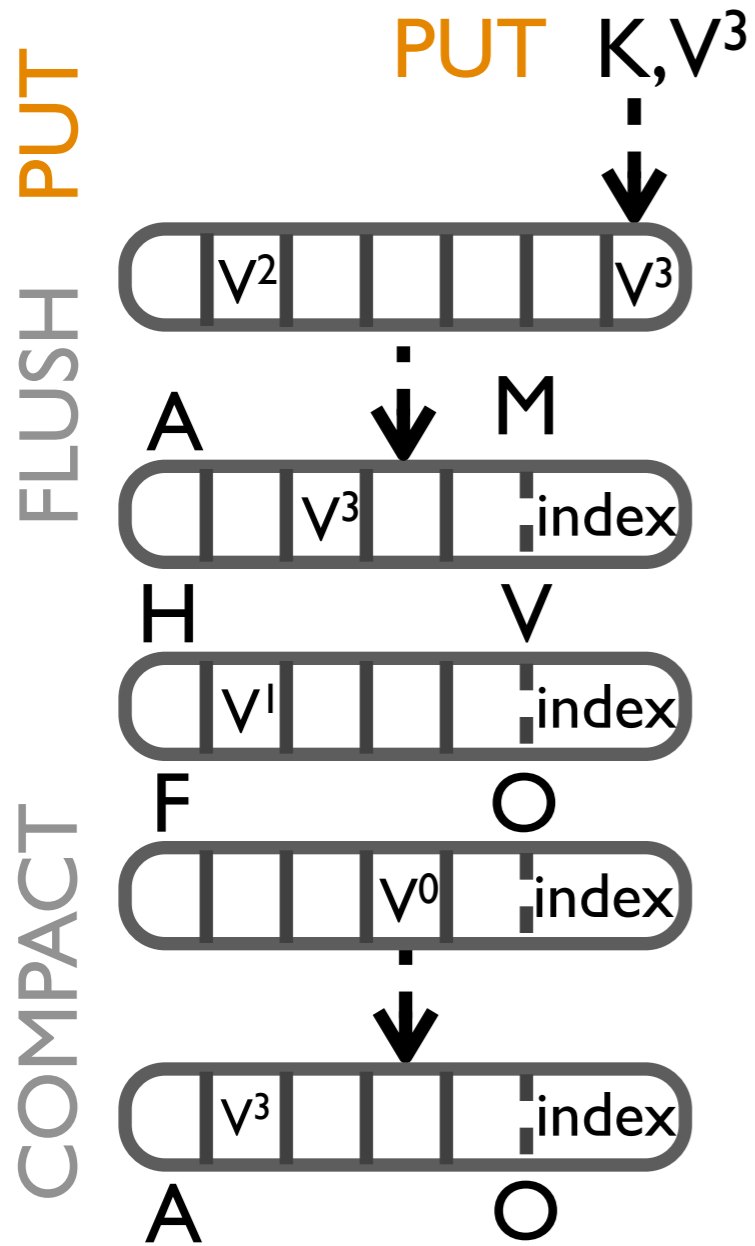 PUT
PUT K,V³
V² V³
FLUSH
A M
V³ index
H V
V¹ index
F O
COMPACT
V⁰ index
V³ index
A O